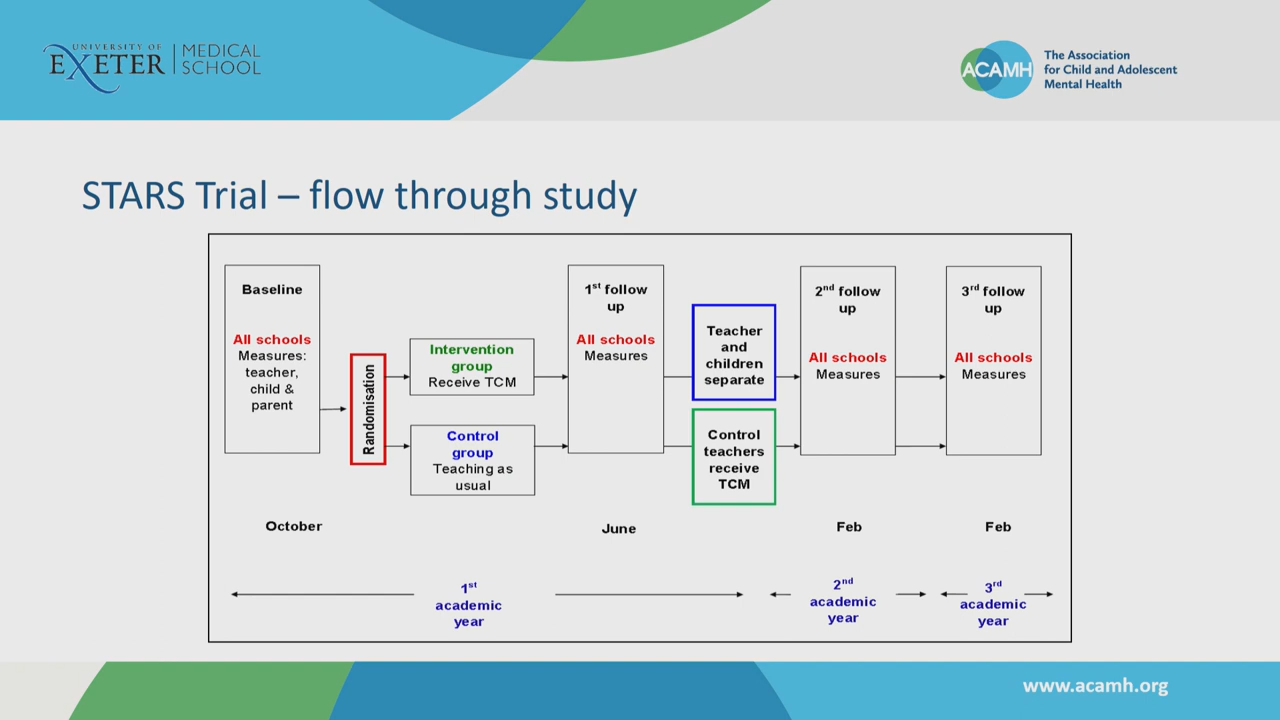 UNIVERSITY OF
EXETER
MEDICAL
SCHOOL
ACAMH
The Association
for Child and Adolescent
Mental Health
STARS Trial – flow through study
Baseline
All schools
Measures:
teacher,
child &
parent
Randomisation
Intervention
group
Receive TCM
Control
group
Teaching as
usual
1st follow
up
All schools
Measures
Teacher
and
children
separate
Control
teachers
receive
TCM
2nd follow
up
All schools
Measures
3rd follow
up
All schools
Measures
October
June
Feb
Feb
1st
academic
year
2nd
academic
year
3rd
academic
year
www.acamh.org